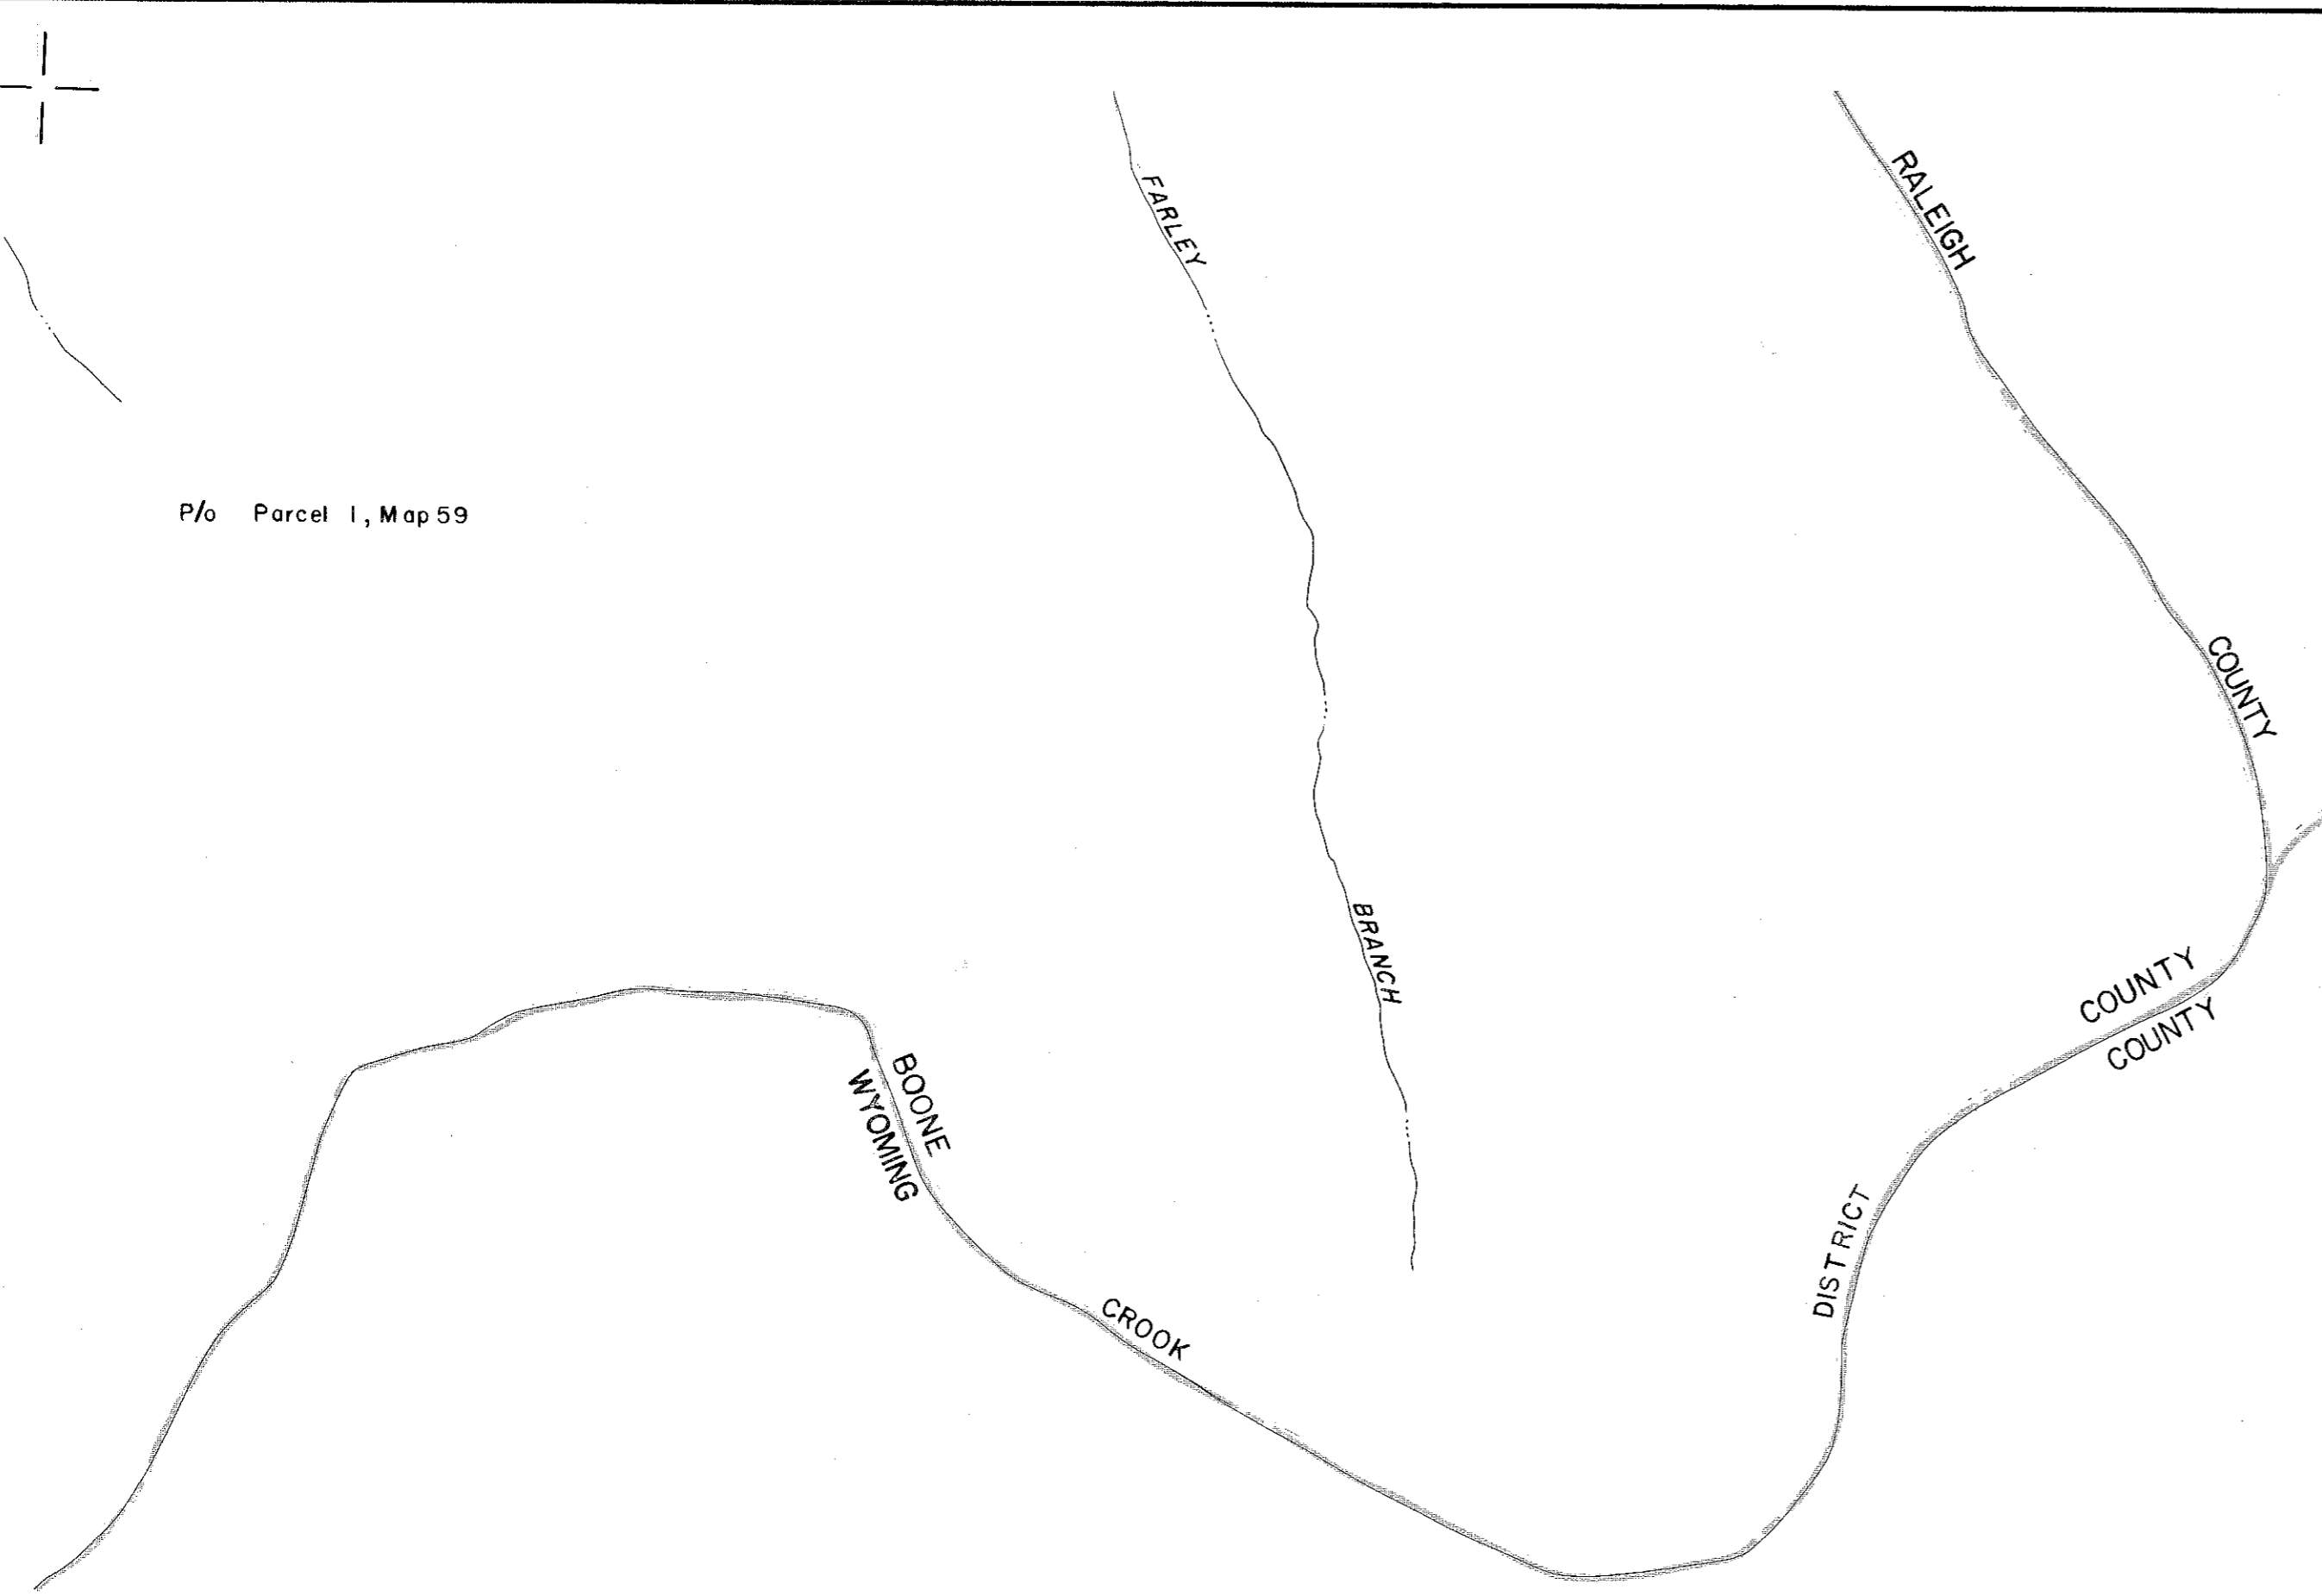 FARLEY
RALEIGH
P/o Parcel 1, Map 59
COUNTY
BRANCH
COUNTY
COUNTY
BOONE
WYOMING
DISTRICT
CROOK